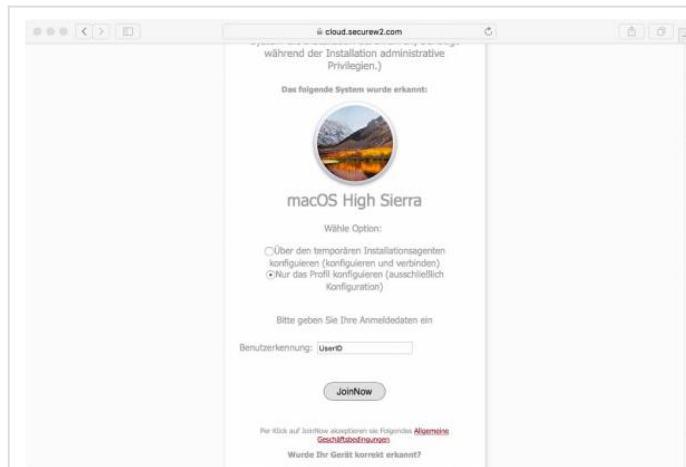 cloud.securew2.com
während der Installation administrative
Privilegien.)
Das folgende System wurde erkannt:
macOS High Sierra
Wähle Option:
Über den temporären Installationsagenten
konfigurieren (konfigurieren und verbinden)
Nur das Profil konfigurieren (ausschließlich
Konfiguration)
Bitte geben Sie Ihre Anmeldedaten ein
Benutzerkennung: UserID
JoinNow
Per Klick auf JoinNow akzeptieren sie Folgendes Allgemeine
Geschäftsbedingungen
Wurde Ihr Gerät korrekt erkannt?